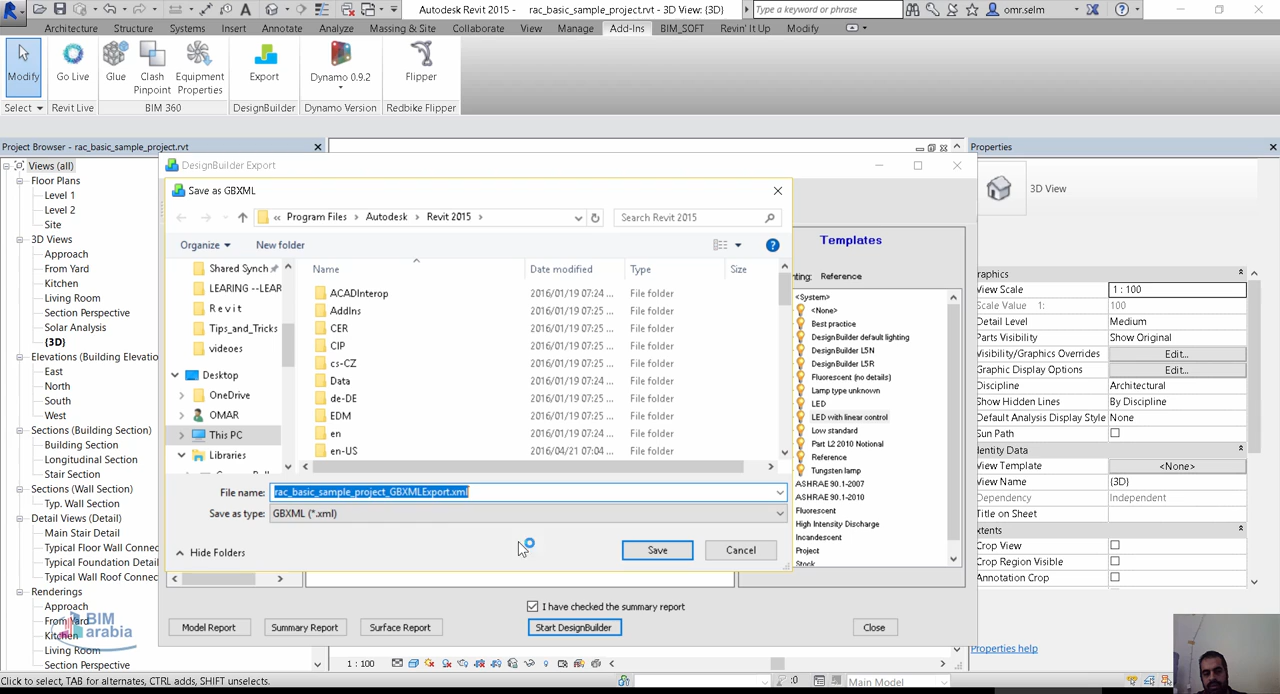 Autodesk Revit 2015 - rac_basic_sample_project.rvt - 3D View: {3D}
Type a keyword or phrase
omr.selm
Architecture Structure Systems Insert Annotate Analyze Massing & Site Collaborate View Manage Add-Ins BIM_SOFT Revin' It Up Modify
Modify
Go Live
Glue
Clash Pinpoint
Equipment Properties
Export
Dynamo 0.9.2
Flipper
Select
Revit Live
BIM 360
DesignBuilder
Dynamo Version
Redbike Flipper
Project Browser - rac_basic_sample_project.rvt
Views (all)
Floor Plans
Level 1
Level 2
Site
3D Views
Approach
From Yard
Kitchen
Living Room
Section Perspective
Solar Analysis
{3D}
Elevations (Building Elevatio
East
North
South
West
Sections (Building Section)
Building Section
Longitudinal Section
Stair Section
Sections (Wall Section)
Typ. Wall Section
Detail Views (Detail)
Main Stair Detail
Typical Floor Wall Connec
Typical Foundation Detai
Typical Wall Roof Connec
Renderings
Approach
From Yard
Kitchen
Living Room
Section Perspective
BIM
arabia
DesignBuilder Export
Save as GBXML
« Program Files > Autodesk > Revit 2015 >
Search Revit 2015
Organize
New folder
Shared Synch
LEARING --LEAR
R e v i t
Tips_and_Tricks
videoes
Desktop
OneDrive
OMAR
This PC
Libraries
Name Date modified Type Size
ACADInterop 2016/01/19 07:24 ... File folder
AddIns 2016/01/19 07:25 ... File folder
CER 2016/01/19 07:24 ... File folder
CIP 2016/01/19 07:24 ... File folder
cs-CZ 2016/01/19 07:25 ... File folder
Data 2016/01/19 07:24 ... File folder
de-DE 2016/01/19 07:24 ... File folder
EDM 2016/01/19 07:24 ... File folder
en 2016/01/19 07:24 ... File folder
en-US 2016/04/21 07:04 ... File folder
File name: rac_basic_sample_project_GBXMLExport.xml
Save as type: GBXML (*.xml)
Hide Folders
Save
Cancel
Templates
hting: Reference
<System>
<None>
Best practice
DesignBuilder default lighting
DesignBuilder L5N
DesignBuilder L5R
Fluorescent (no details)
Lamp type unknown
LED
LED with linear control
Low standard
Part L2 2010 Notional
Reference
Tungsten lamp
ASHRAE 90.1-2007
ASHRAE 90.1-2010
Fluorescent
High Intensity Discharge
Incandescent
Project
Stock
I have checked the summary report
Model Report
Summary Report
Surface Report
Start DesignBuilder
Close
Properties
3D View
Graphics
View Scale 1 : 100
Scale Value 1: 100
Detail Level Medium
Parts Visibility Show Original
Visibility/Graphics Overrides Edit...
Graphic Display Options Edit...
Discipline Architectural
Show Hidden Lines By Discipline
Default Analysis Display Style None
Sun Path
Identity Data
View Template <None>
View Name {3D}
Dependency Independent
Title on Sheet
Extents
Crop View
Crop Region Visible
Annotation Crop
Properties help
1 : 100
Click to select, TAB for alternates, CTRL adds, SHIFT unselects.
:0
Main Model